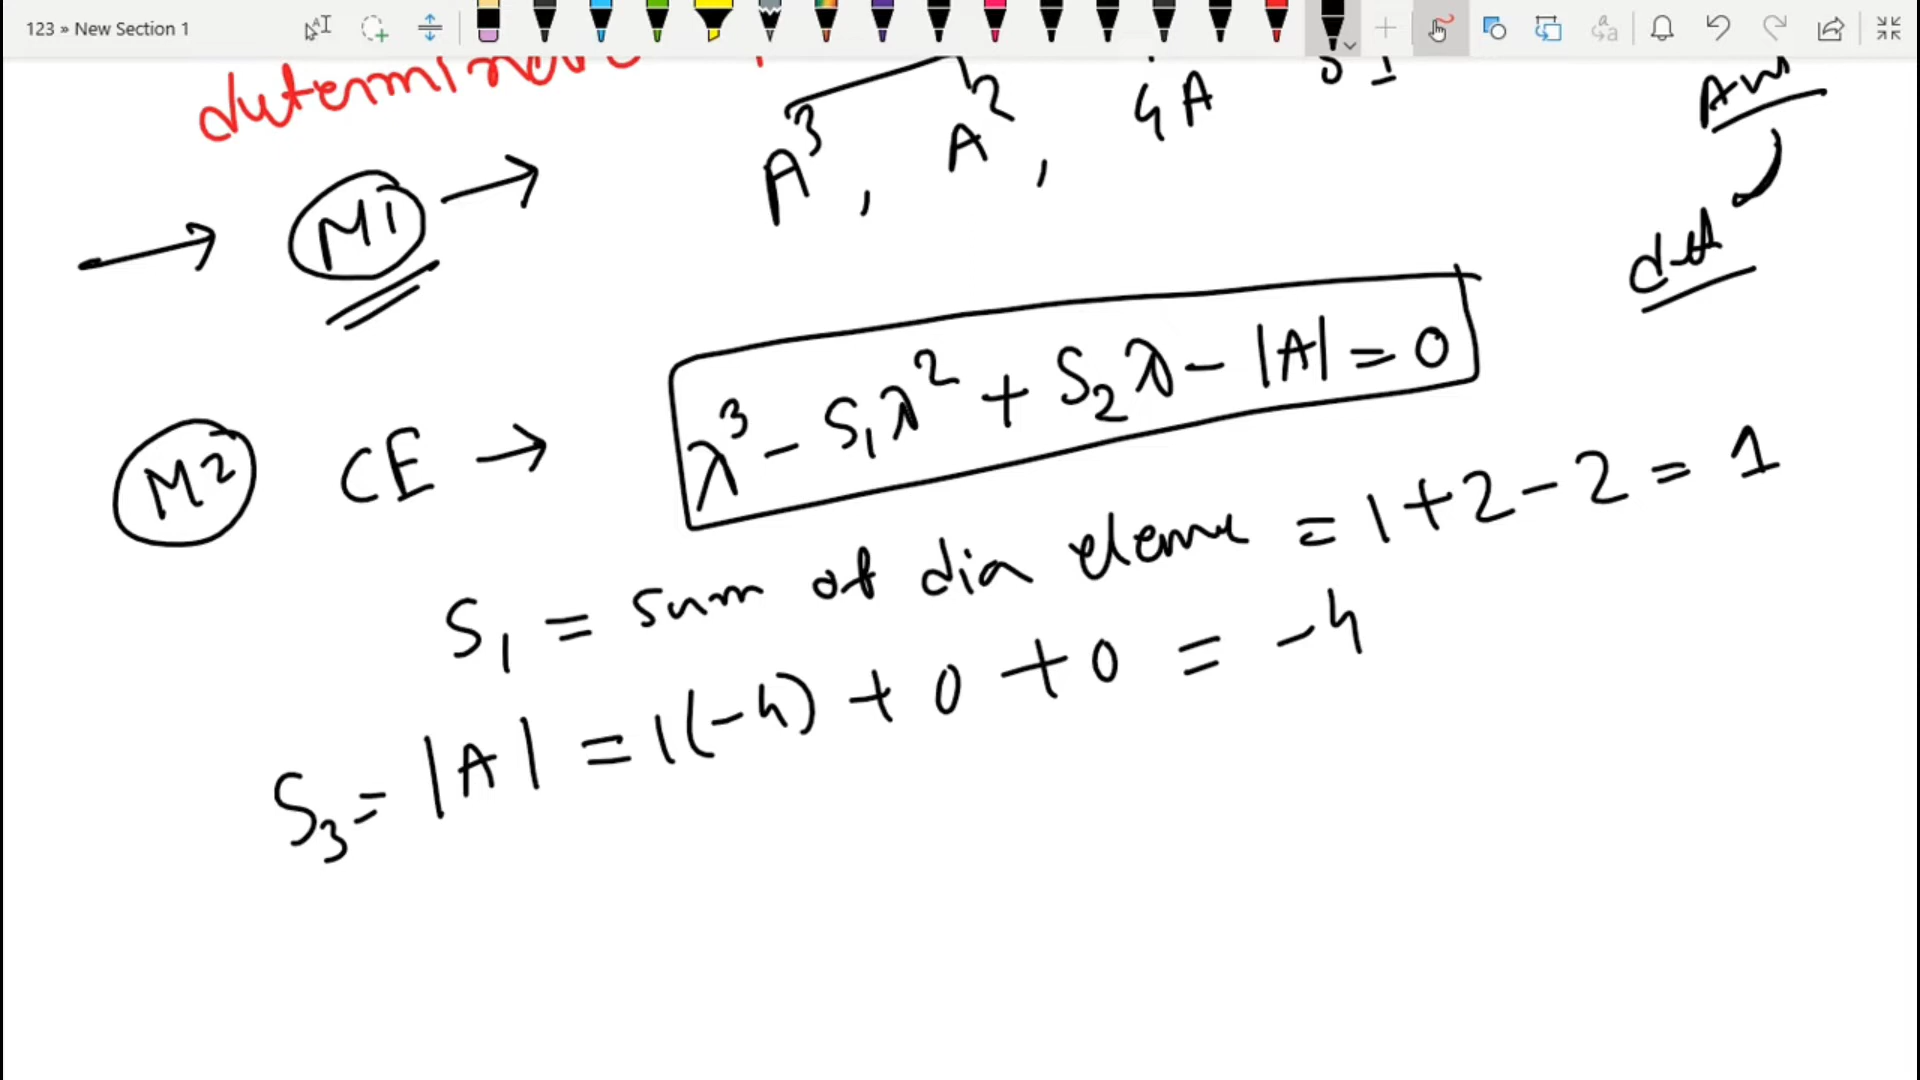 123 » New Section 1
A³, A², 4A
M1 →
det
M2 CE → λ³ - S₁λ² + S₂λ - |A| = 0
S₁ = sum of dia eleme = 1+2-2 = 1
S₃ = |A| = 1(-4) + 0 + 0 = -4